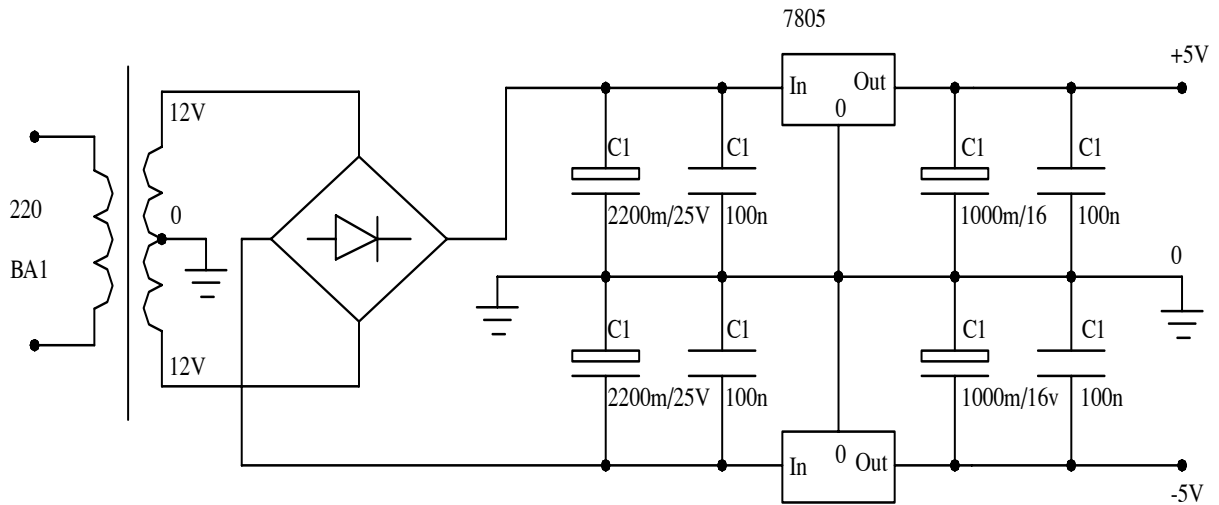 7805
+5V
12V
In
Out
0
C1
C1
C1
C1
220
0
2200m/25V
100n
1000m/16
100n
BA1
0
C1
C1
C1
C1
12V
2200m/25V
100n
1000m/16v
100n
In
0
Out
-5V